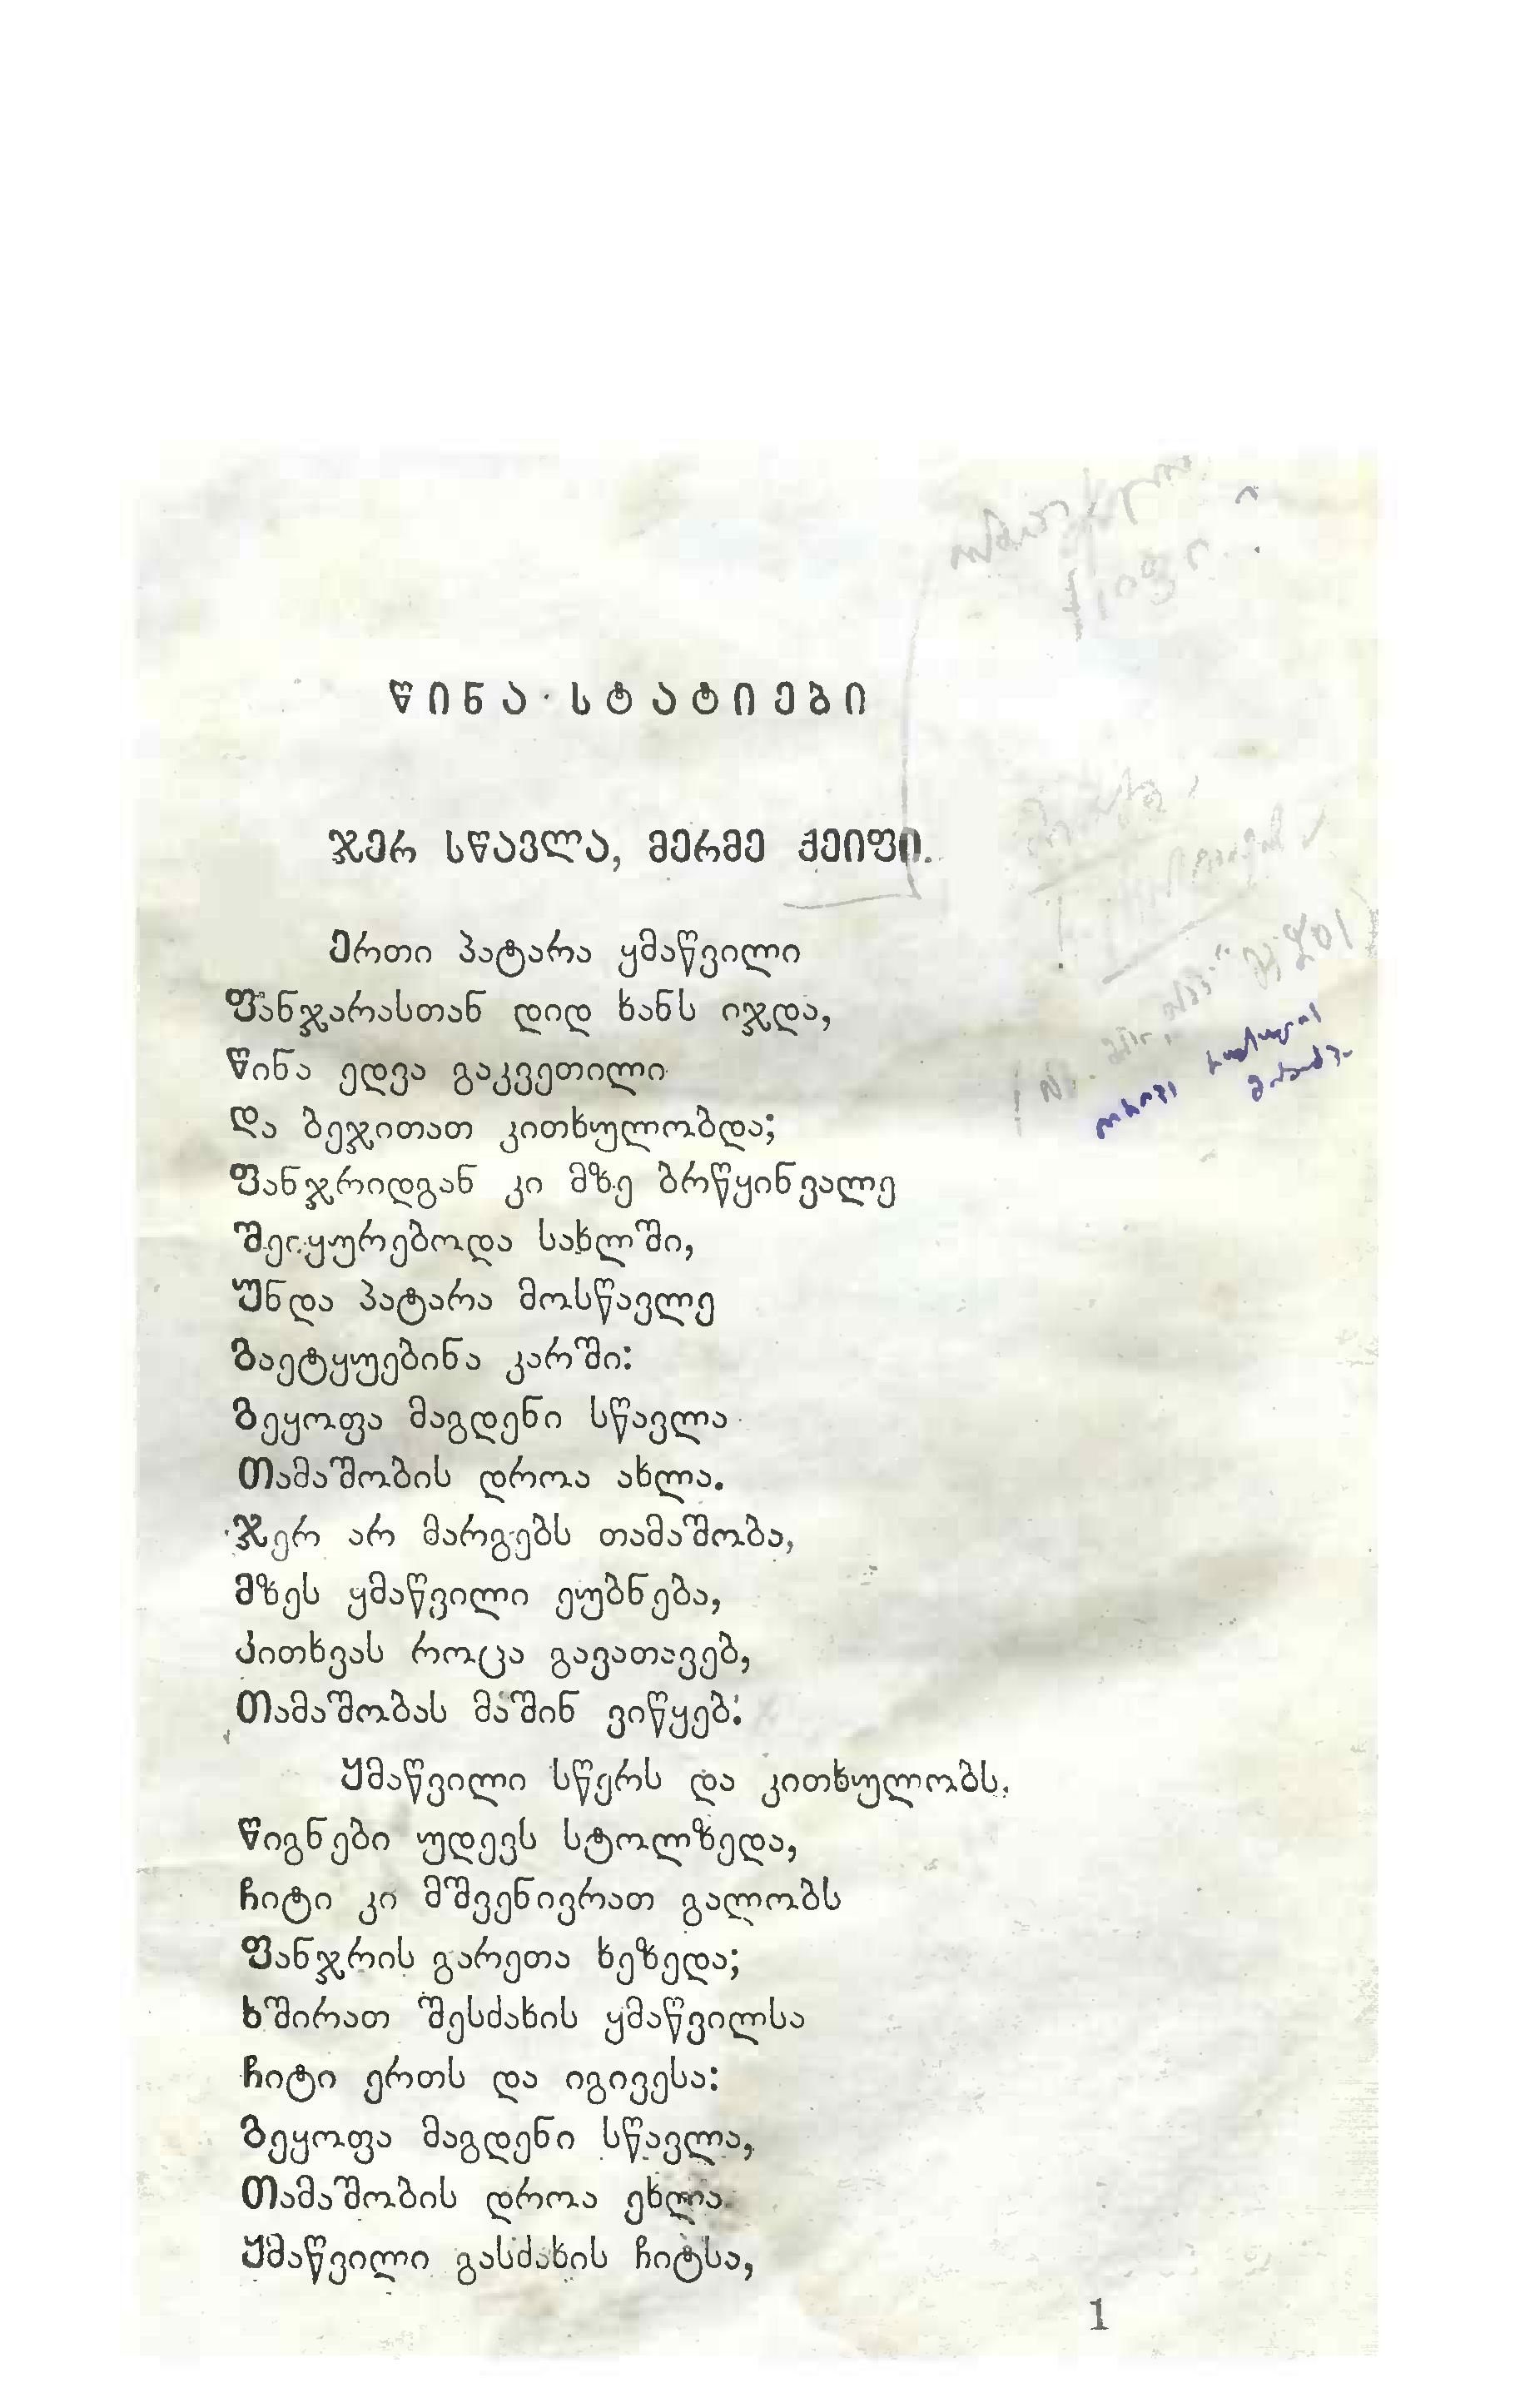 წინა სტატიები
ჯერ სწავლა, მერმე ქეიფი.
ერთი პატარა ყმაწვილი
ფანჯარასთან დიდ ხანს იჯდა,
წინა ედვა გაკვეთილი
და ბეჯითათ კითხულობდა;
ფანჯრიდგან კი მზე ბრწყინვალე
შეიყურებოდა სახლში,
უნდა პატარა მოსწავლე
გაეტყუებინა კარში:
გეყოფა მაგდენი სწავლა
თამაშობის დროა ახლა.
ჯერ არ მარგებს თამაშობა,
მზეს ყმაწვილი ეუბნება,
კითხვას როცა გავათავებ,
თამაშობას მაშინ ვიწყებ:
ყმაწვილი სწერს და კითხულობს.
წიგნები უდევს სტოლზედა,
ჩიტი კი მშვენივრათ გალობს
ფანჯრის გარეთა ხეზედა;
ხშირათ შესძახის ყმაწვილსა
ჩიტი ერთს და იგივესა:
გეყოფა მაგდენი სწავლა,
თამაშობის დროა ეხლა.
ყმაწვილი გასძახის ჩიტსა,
1